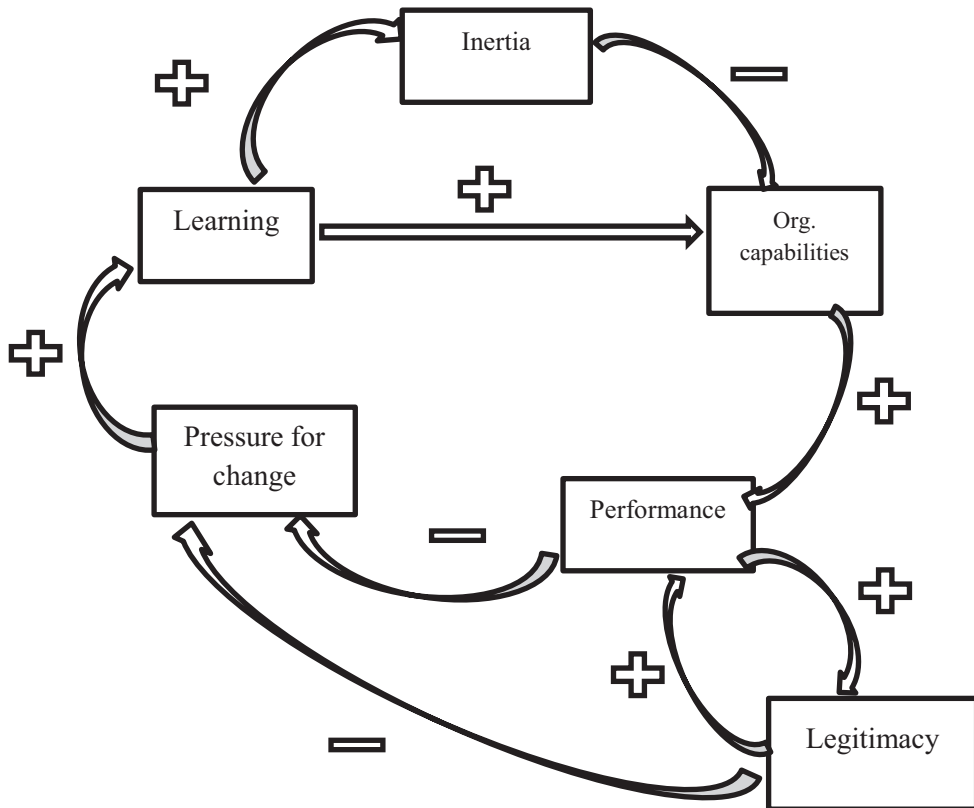 Inertia
Learning
Org.
capabilities
Pressure for
change
Performance
Legitimacy